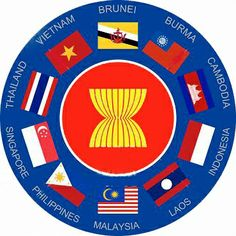 BRUNEI
BURMA
CAMBODIA
INDONESIA
LAOS
MALAYSIA
PHILIPPINES
SINGAPORE
THAILAND
VIETNAM